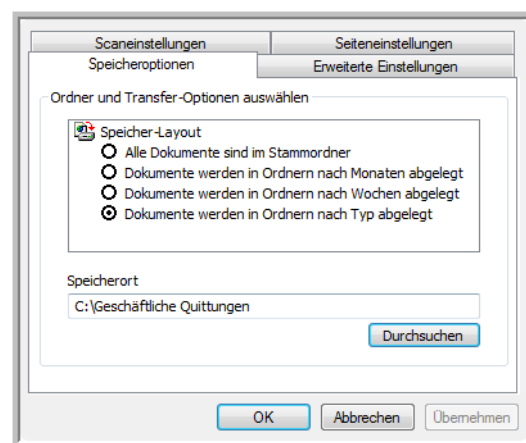 Scaneinstellungen
Seiteneinstellungen
Speicheroptionen
Erweiterte Einstellungen
Ordner und Transfer-Optionen auswählen
Speicher-Layout
Alle Dokumente sind im Stammordner
Dokumente werden in Ordnern nach Monaten abgelegt
Dokumente werden in Ordnern nach Wochen abgelegt
Dokumente werden in Ordnern nach Typ abgelegt
Speicherort
C:\Geschäftliche Quittungen
Durchsuchen
OK
Abbrechen
Übernehmen